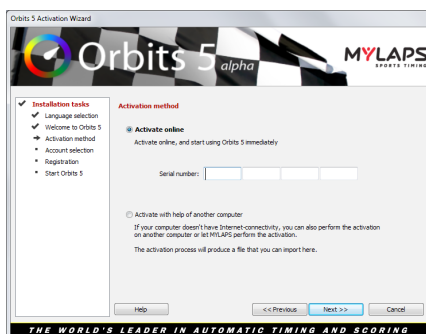 Orbits 5 Activation Wizard
Orbits 5 alpha
MYLAPS
SPORTS TIMING
Installation tasks
Language selection
Welcome to Orbits 5
Activation method
Account selection
Registration
Start Orbits 5
Activation method
Activate online
Activate online, and start using Orbits 5 immediately
Serial number:
Activate with help of another computer
If your computer doesn't have Internet-connectivity, you can also perform the activation
on another computer or let MYLAPS perform the activation.
The activation process will produce a file that you can import here.
Help
<< Previous
Next >>
Cancel
THE WORLD'S LEADER IN AUTOMATIC TIMING AND SCORING